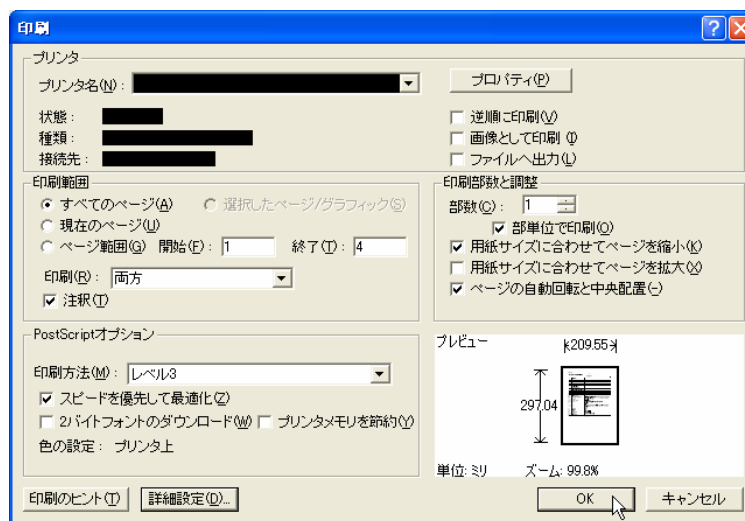 印刷
プリンタ
プリンタ名(N):
プロパティ(P)
状態:
種類:
接続先:
逆順に印刷(V)
画像として印刷(I)
ファイルへ出力(L)
印刷範囲
すべてのページ(A) 選択したページ/グラフィック(S)
現在のページ(U)
ページ範囲(G) 開始(F): 1 終了(T): 4
印刷(R): 両方
注釈(T)
印刷部数と調整
部数(C): 1
部単位で印刷(O)
用紙サイズに合わせてページを縮小(K)
用紙サイズに合わせてページを拡大(X)
ページの自動回転と中央配置(-)
PostScriptオプション
印刷方法(M): レベル3
スピードを優先して最適化(Z)
2バイトフォントのダウンロード(W) プリンタメモリを節約(Y)
色の設定: プリンタ上
プレビュー
209.55
297.04
単位: ミリ ズーム: 99.8%
印刷のヒント(T) 詳細設定(D)... OK キャンセル